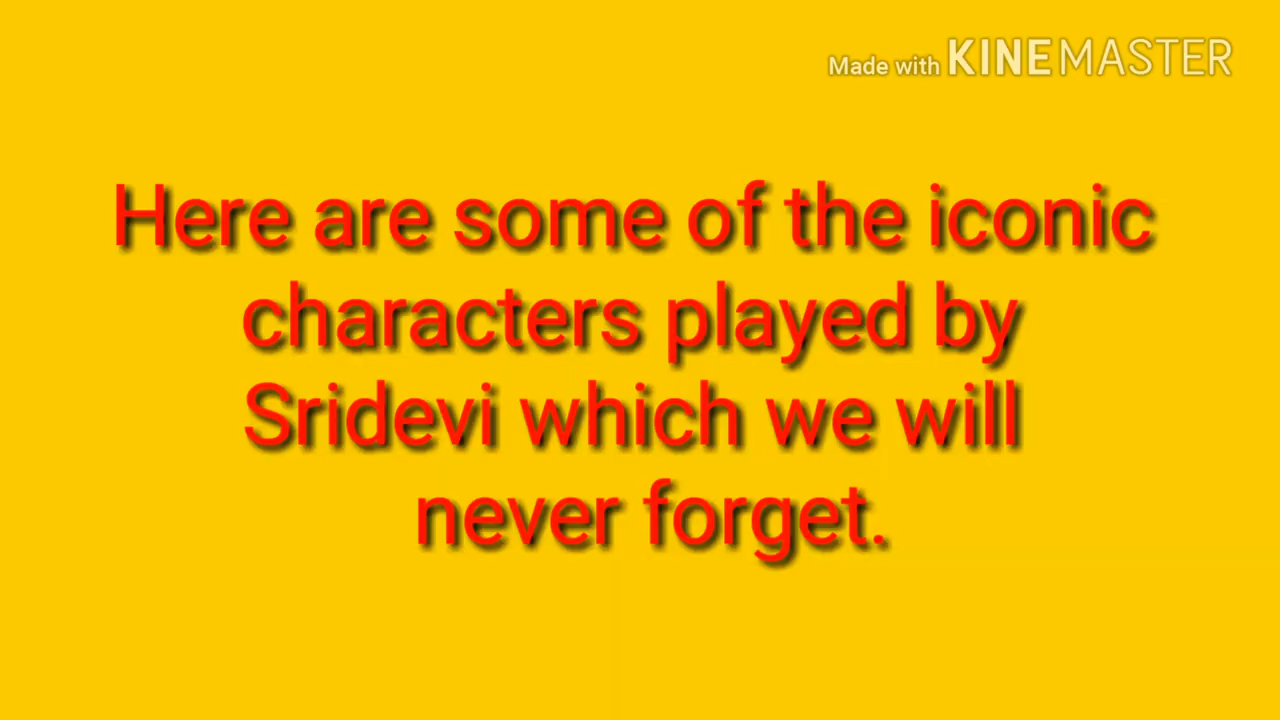 Made with KINEMASTER
Here are some of the iconic
characters played by
Sridevi which we will
never forget.